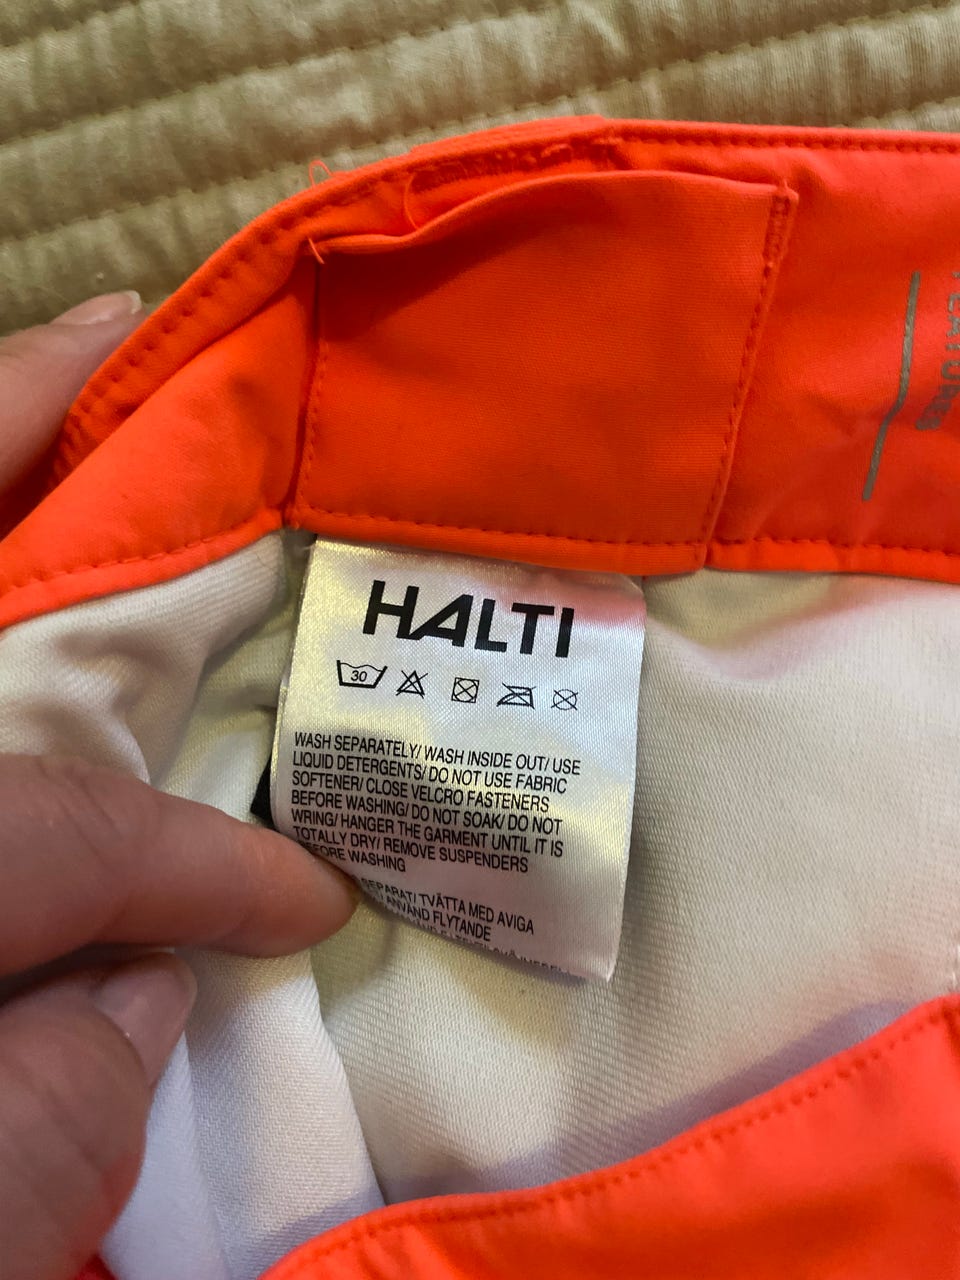 HALTI
30
WASH SEPARATELY/ WASH INSIDE OUT/ USE
LIQUID DETERGENTS/ DO NOT USE FABRIC
SOFTENER/ CLOSE VELCRO FASTENERS
BEFORE WASHING/ DO NOT SOAK/ DO NOT
WRING/ HANGER THE GARMENT UNTIL IT IS
TOTALLY DRY/ REMOVE SUSPENDERS
BEFORE WASHING
SEPARAT/ TVÄTTA MED AVIGA
ANVÄND FLYTANDE